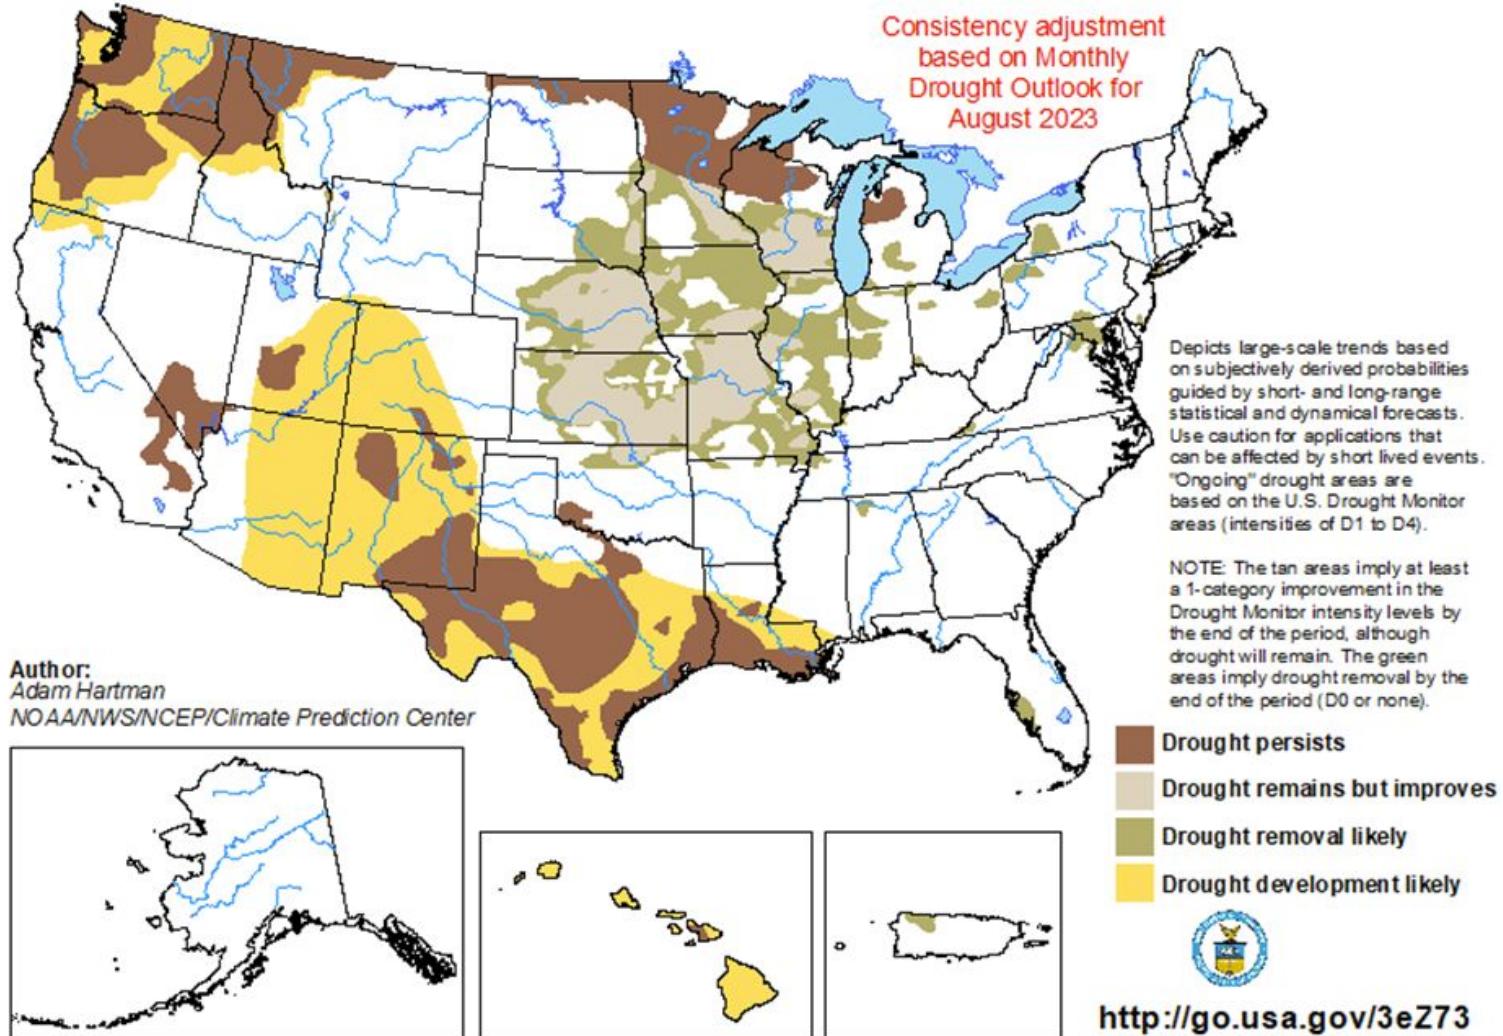 Consistency adjustment
based on Monthly
Drought Outlook for
August 2023
Depicts large-scale trends based
on subjectively derived probabilities
guided by short- and long-range
statistical and dynamical forecasts.
Use caution for applications that
can be affected by short lived events.
"Ongoing" drought areas are
based on the U.S. Drought Monitor
areas (intensities of D1 to D4).
NOTE: The tan areas imply at least
a 1-category improvement in the
Drought Monitor intensity levels by
the end of the period, although
drought will remain. The green
areas imply drought removal by the
end of the period (D0 or none).
Author:
Adam Hartman
NOAA/NWS/NCEP/Climate Prediction Center
Drought persists
Drought remains but improves
Drought removal likely
Drought development likely
http://go.usa.gov/3eZ73